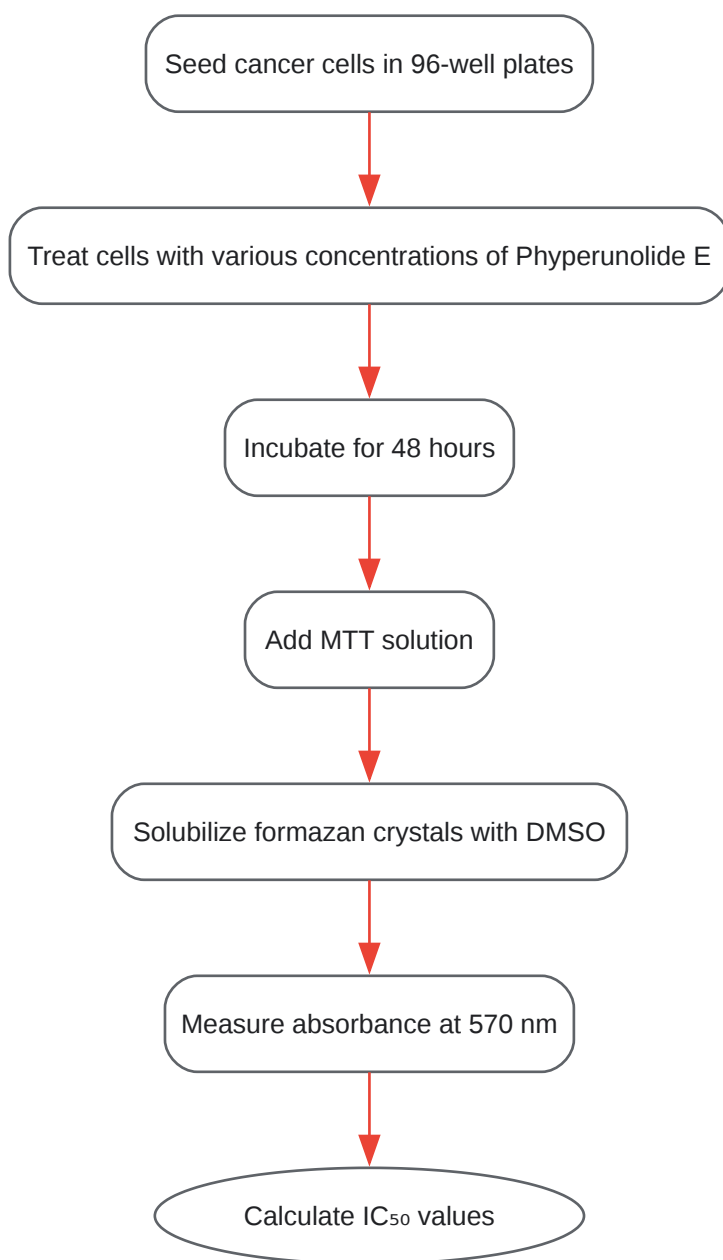 Seed cancer cells in 96-well plates
Treat cells with various concentrations of Phyperunolide E
Incubate for 48 hours
Add MTT solution
Solubilize formazan crystals with DMSO
Measure absorbance at 570 nm
Calculate IC₅₀ values